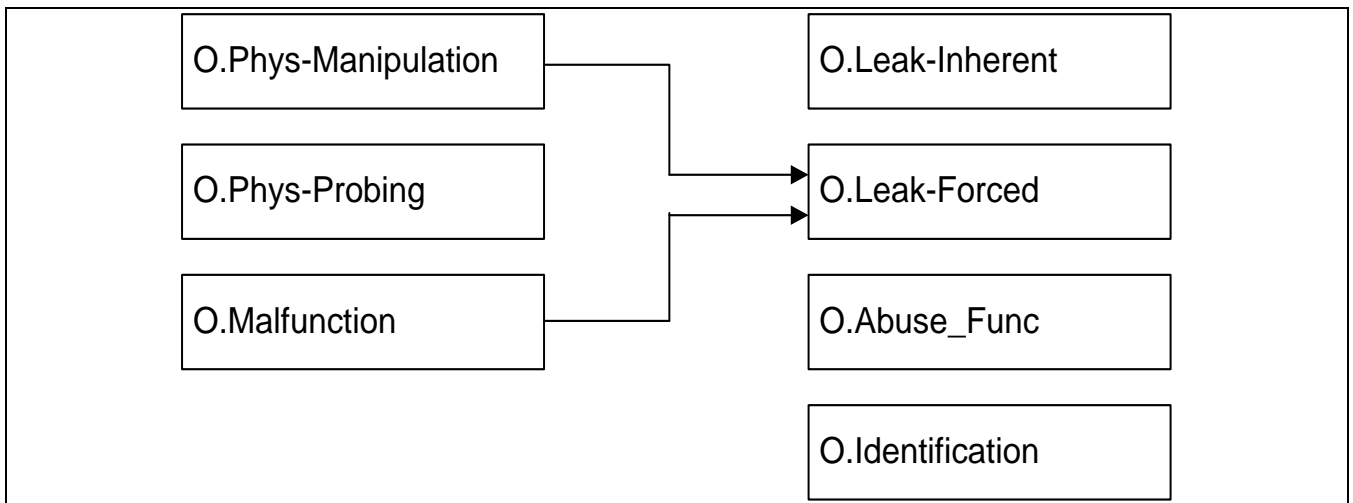 O.Phys-Manipulation
O.Leak-Inherent
O.Phys-Probing
O.Leak-Forced
O.Malfunction
O.Abuse_Func
O.Identification